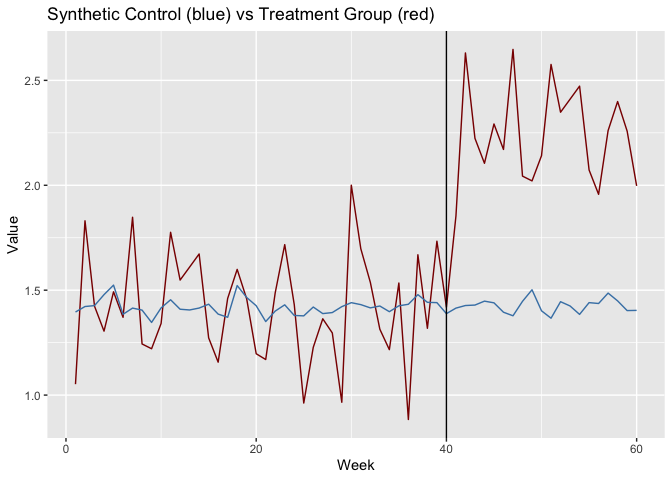 Synthetic Control (blue) vs Treatment Group (red)
2.5
2.0
1.5
1.0
Value
0
20
40
60
Week